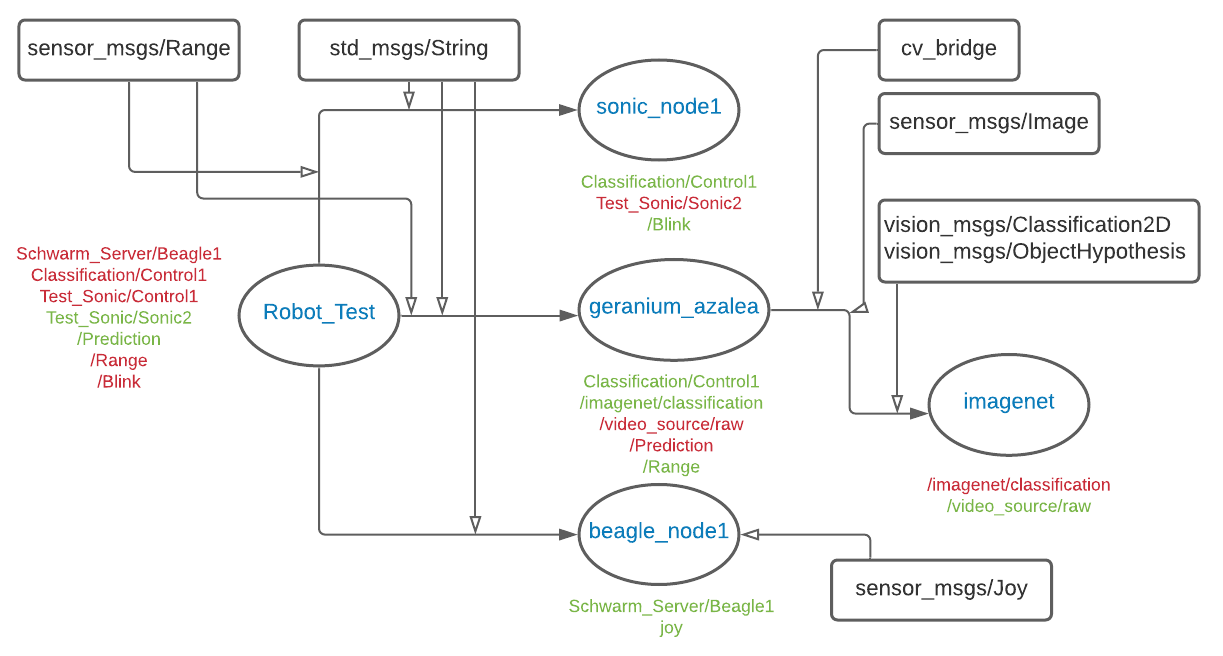 sensor_msgs/Range
std_msgs/String
cv_bridge
sensor_msgs/Image
sonic_node1
Classification/Control1
Test_Sonic/Sonic2
/Blink
vision_msgs/Classification2D
vision_msgs/ObjectHypothesis
Schwarm_Server/Beagle1
Classification/Control1
Test_Sonic/Control1
Test_Sonic/Sonic2
/Prediction
/Range
/Blink
Robot_Test
geranium_azalea
Classification/Control1
/imagenet/classification
/video_source/raw
/Prediction
/Range
imagenet
/imagenet/classification
/video_source/raw
beagle_node1
Schwarm_Server/Beagle1
joy
sensor_msgs/Joy